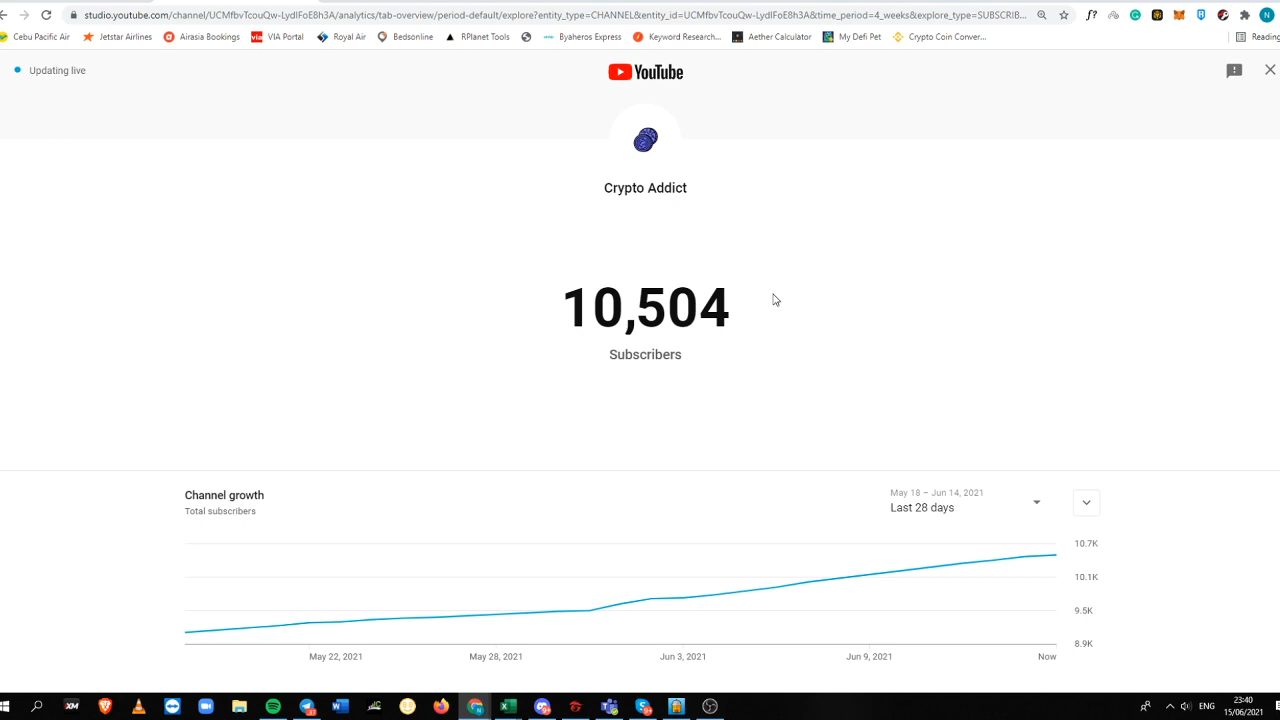 studio.youtube.com/channel/UCMfbvTcouQw-LydIFoE8h3A/analytics/tab-overview/period-default/explore?entity_type=CHANNEL&entity_id=UCMfbvTcouQw-LydIFoE8h3A&time_period=4_weeks&explore_type=SUBSCRIB...
Cebu Pacific Air Jetstar Airlines Airasia Bookings VIA Portal Royal Air Bedsonline RPlanet Tools Byaheros Express Keyword Research... Aether Calculator My Defi Pet Crypto Coin Conver... Reading
Updating live
YouTube
Crypto Addict
10,504
Subscribers
Channel growth
Total subscribers
May 18 – Jun 14, 2021
Last 28 days
10.7K
10.1K
9.5K
8.9K
May 22, 2021 May 28, 2021 Jun 3, 2021 Jun 9, 2021 Now
ENG
23:40
15/06/2021